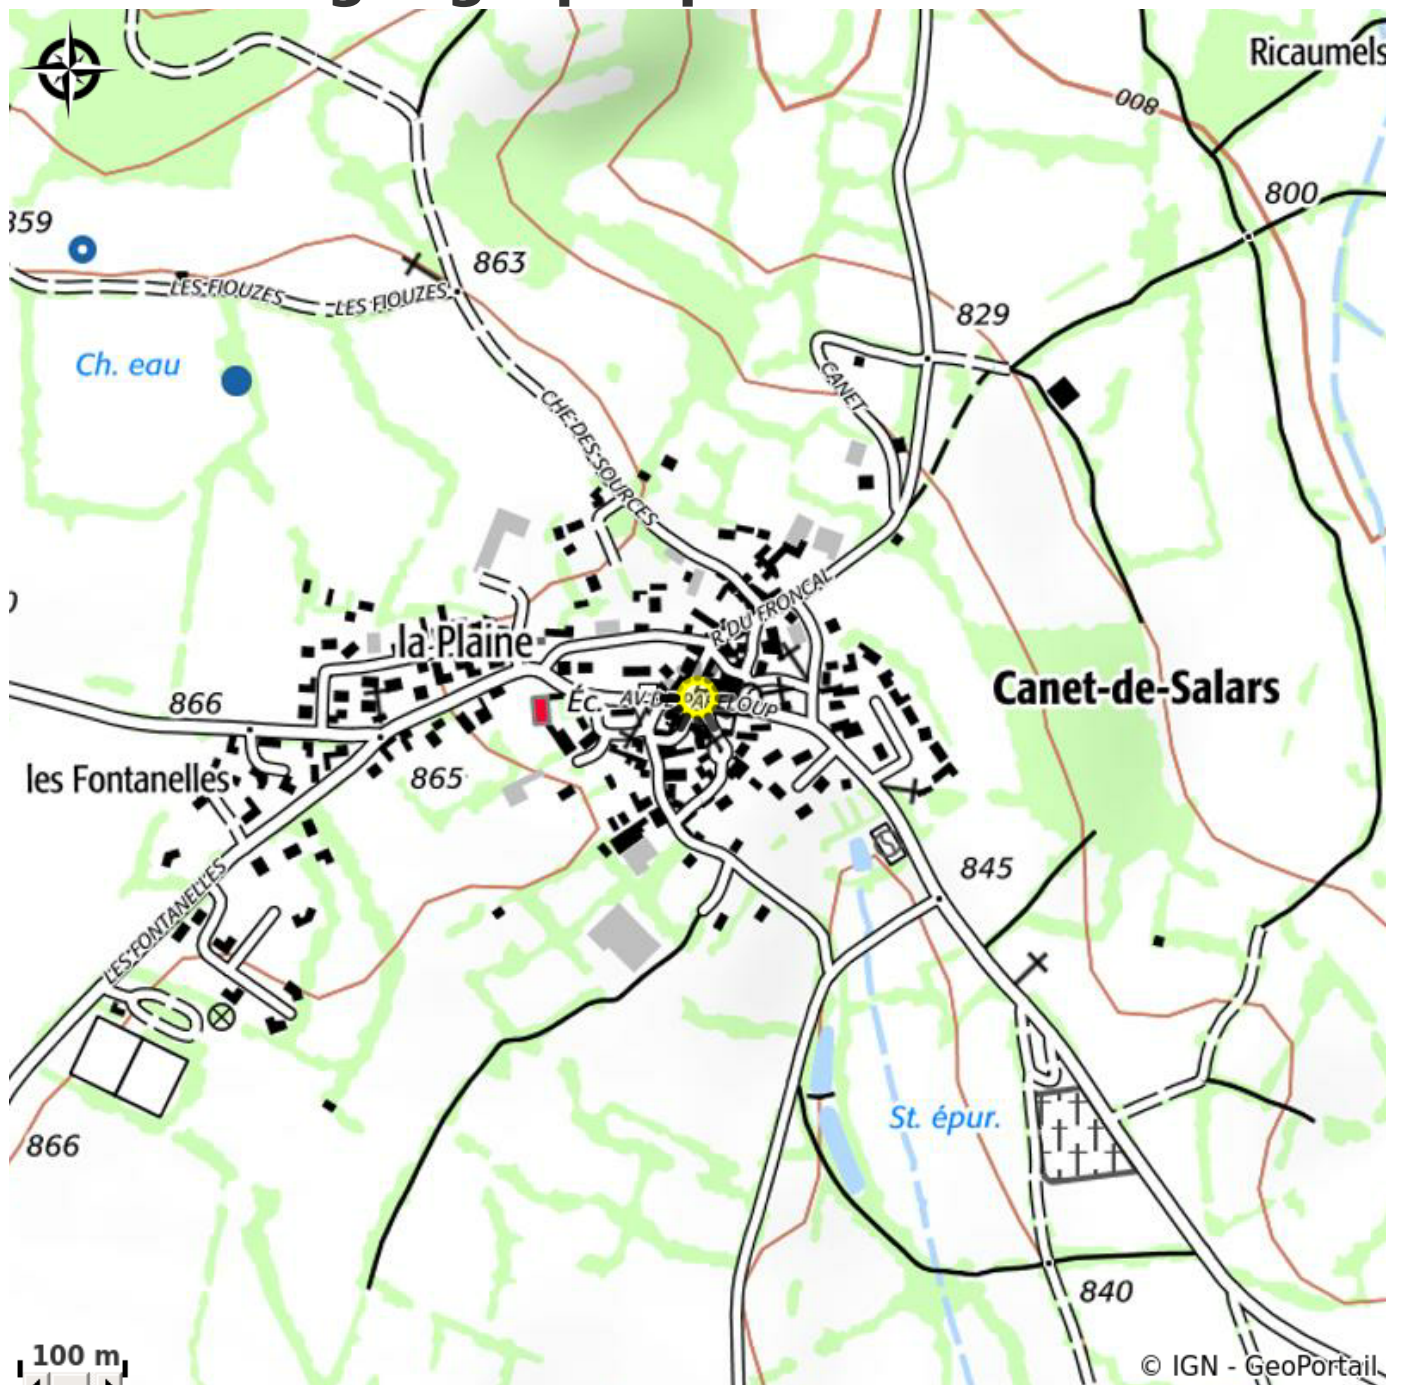 Ricaumels
800
800
859
863
LES FIOUZES
LES FIOUZES
829
Ch. eau
CANET
CHE DES SOURCES
R DU FRONCAL
la Plaine
Canet-de-Salars
866
Éc.
les Fontanelles
865
845
LES FONTANELLES
St. épur.
866
840
100 m
© IGN - GeoPortail